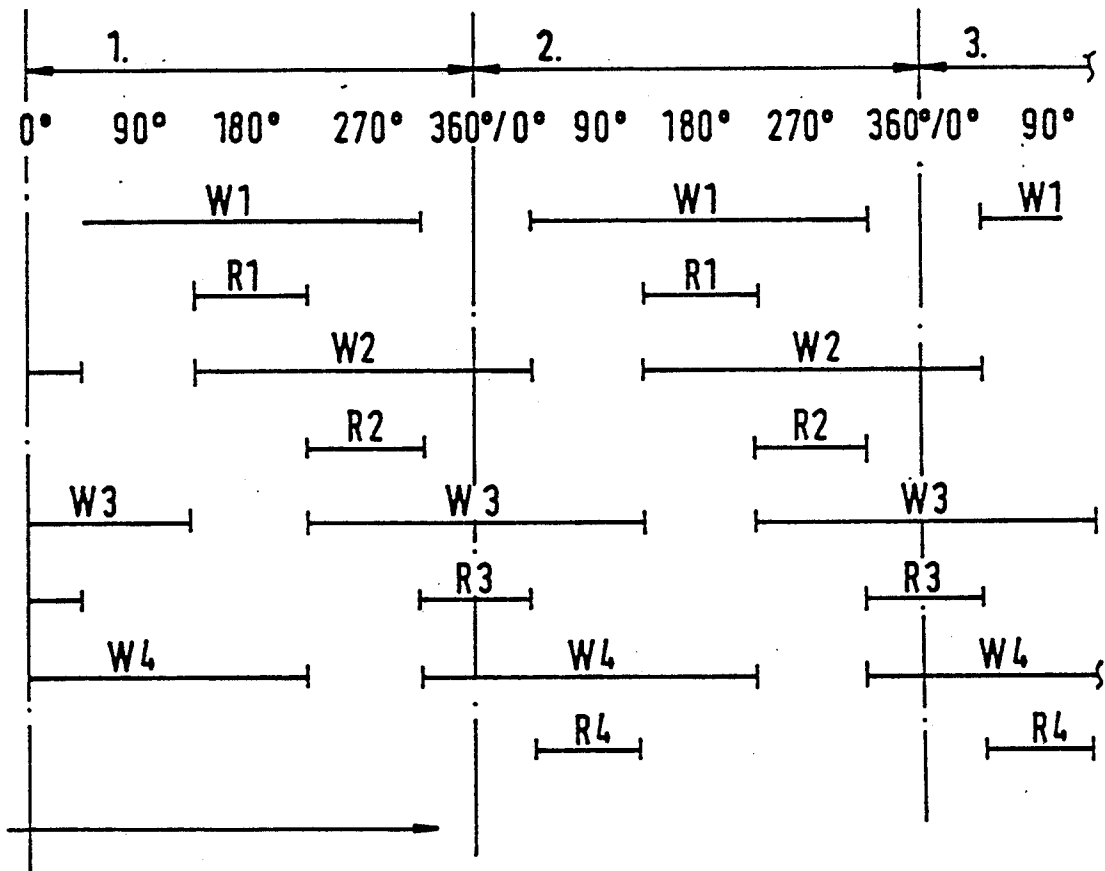 1. 2. 3.
0° 90° 180° 270° 360°/0° 90° 180° 270° 360°/0° 90°
W1 W1 W1
R1 R1
W2 W2
R2 R2
W3 W3 W3
R3 R3
W4 W4 W4
R4 R4